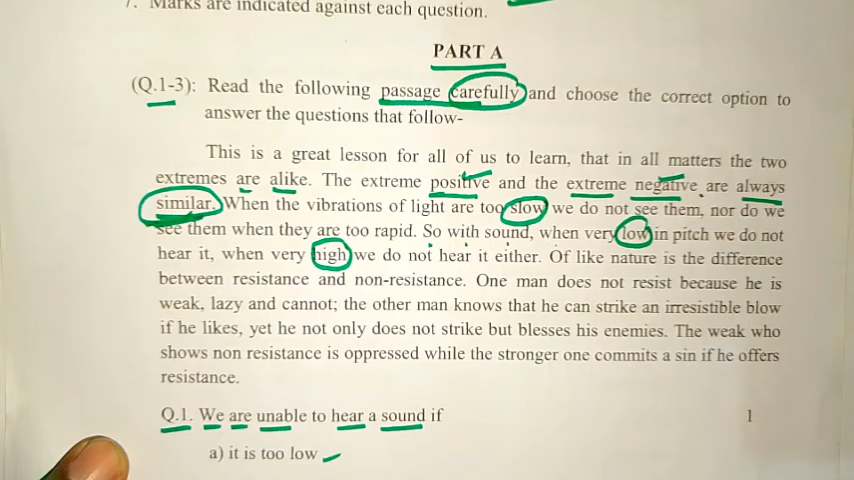 7. Marks are indicated against each question.
PART A
(Q.1-3): Read the following passage carefully and choose the correct option to
answer the questions that follow-
This is a great lesson for all of us to learn, that in all matters the two
extremes are alike. The extreme positive and the extreme negative are always
similar. When the vibrations of light are too slow we do not see them, nor do we
see them when they are too rapid. So with sound, when very low in pitch we do not
hear it, when very high we do not hear it either. Of like nature is the difference
between resistance and non-resistance. One man does not resist because he is
weak, lazy and cannot; the other man knows that he can strike an irresistible blow
if he likes, yet he not only does not strike but blesses his enemies. The weak who
shows non resistance is oppressed while the stronger one commits a sin if he offers
resistance.
Q.1. We are unable to hear a sound if 1
a) it is too low